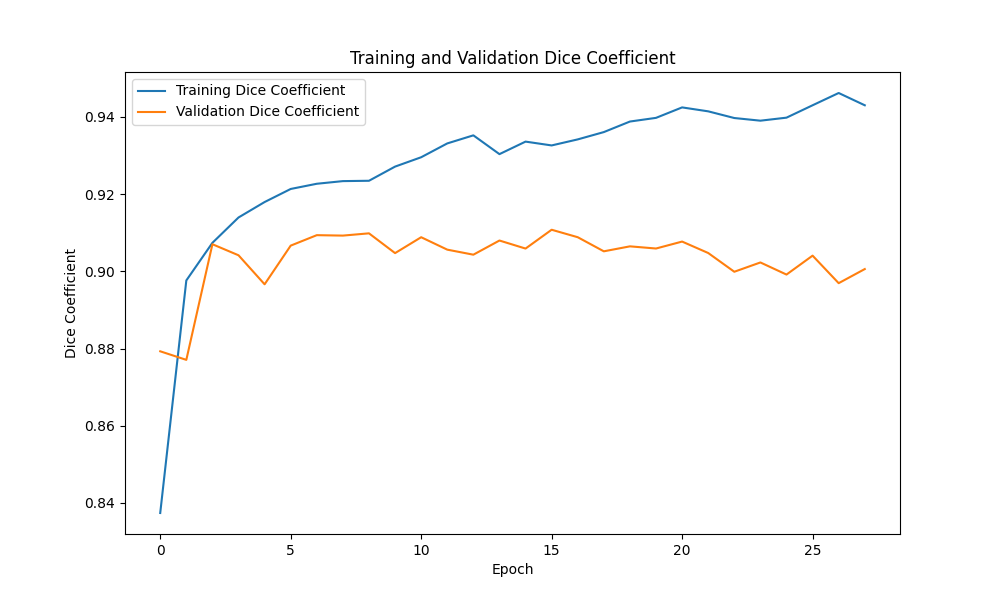 Training and Validation Dice Coefficient
Training Dice Coefficient
Validation Dice Coefficient
Dice Coefficient
0.94
0.92
0.90
0.88
0.86
0.84
0
5
10
15
20
25
Epoch